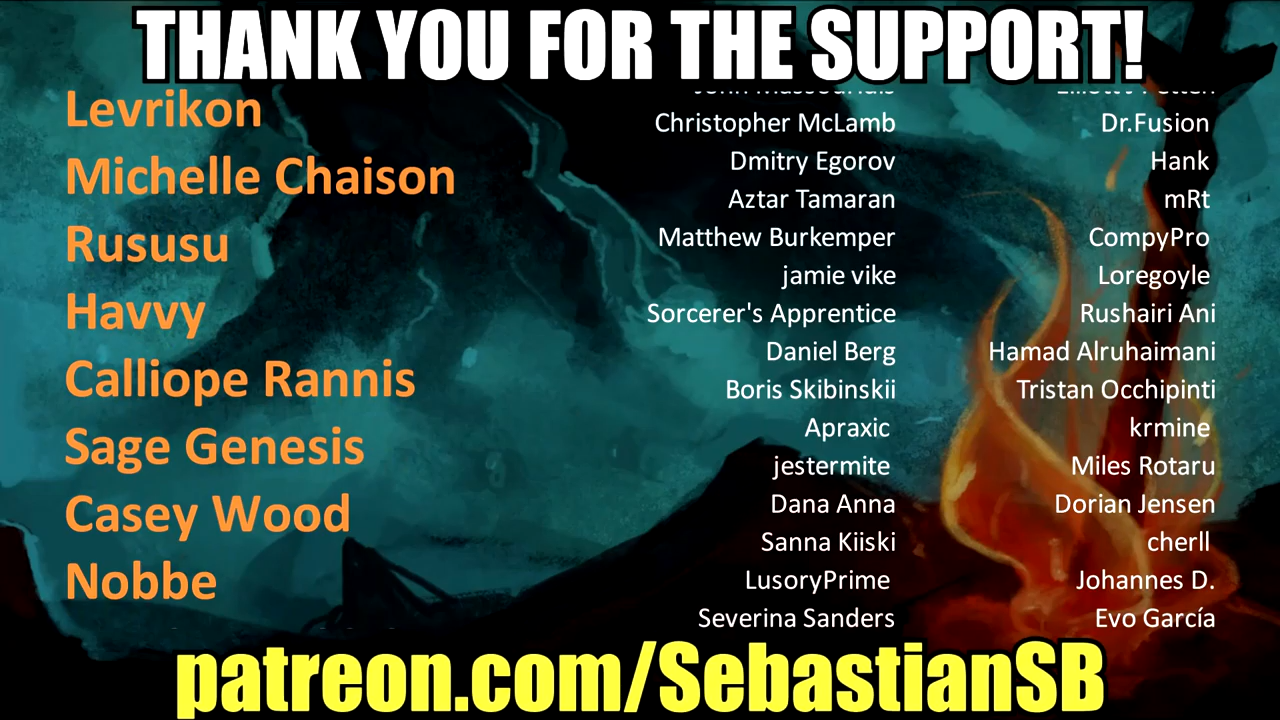 THANK YOU FOR THE SUPPORT!
Levrikon
Michelle Chaison
Rususu
Havvy
Calliope Rannis
Sage Genesis
Casey Wood
Nobbe
Christopher McLamb
Dmitry Egorov
Aztar Tamaran
Matthew Burkemper
jamie vike
Sorcerer's Apprentice
Daniel Berg
Boris Skibinskii
Apraxic
jestermite
Dana Anna
Sanna Kiiski
LusoryPrime
Severina Sanders
Dr.Fusion
Hank
mRt
CompyPro
Loregoyle
Rushairi Ani
Hamad Alruhaimani
Tristan Occhipinti
krmine
Miles Rotaru
Dorian Jensen
cherll
Johannes D.
Evo García
patreon.com/SebastianSB